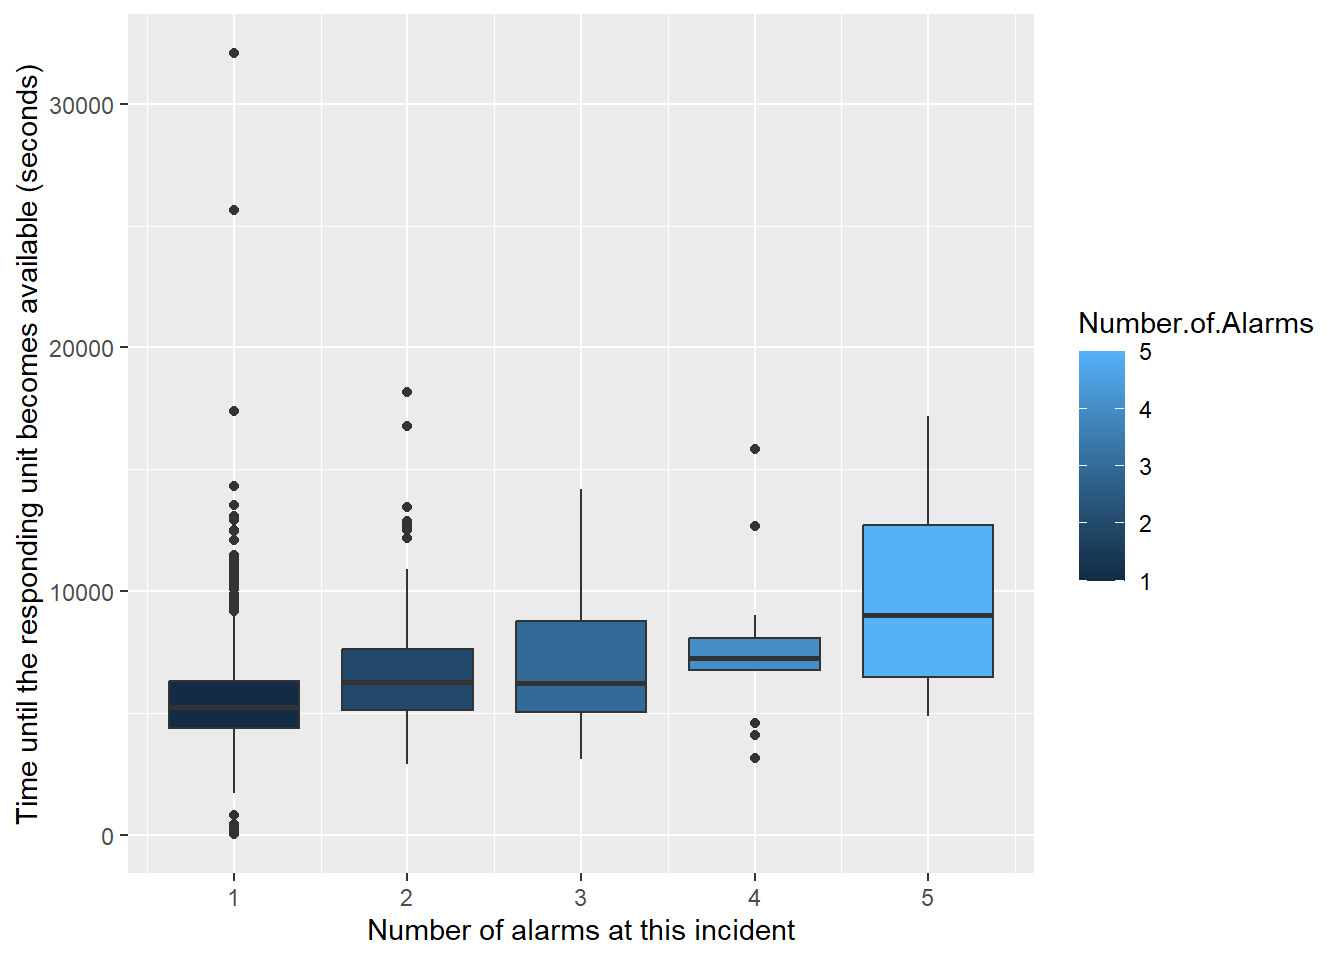 Time until the responding unit becomes available (seconds)
30000
20000
10000
0
1 2 3 4 5
Number of alarms at this incident
Number.of.Alarms
5
4
3
2
1